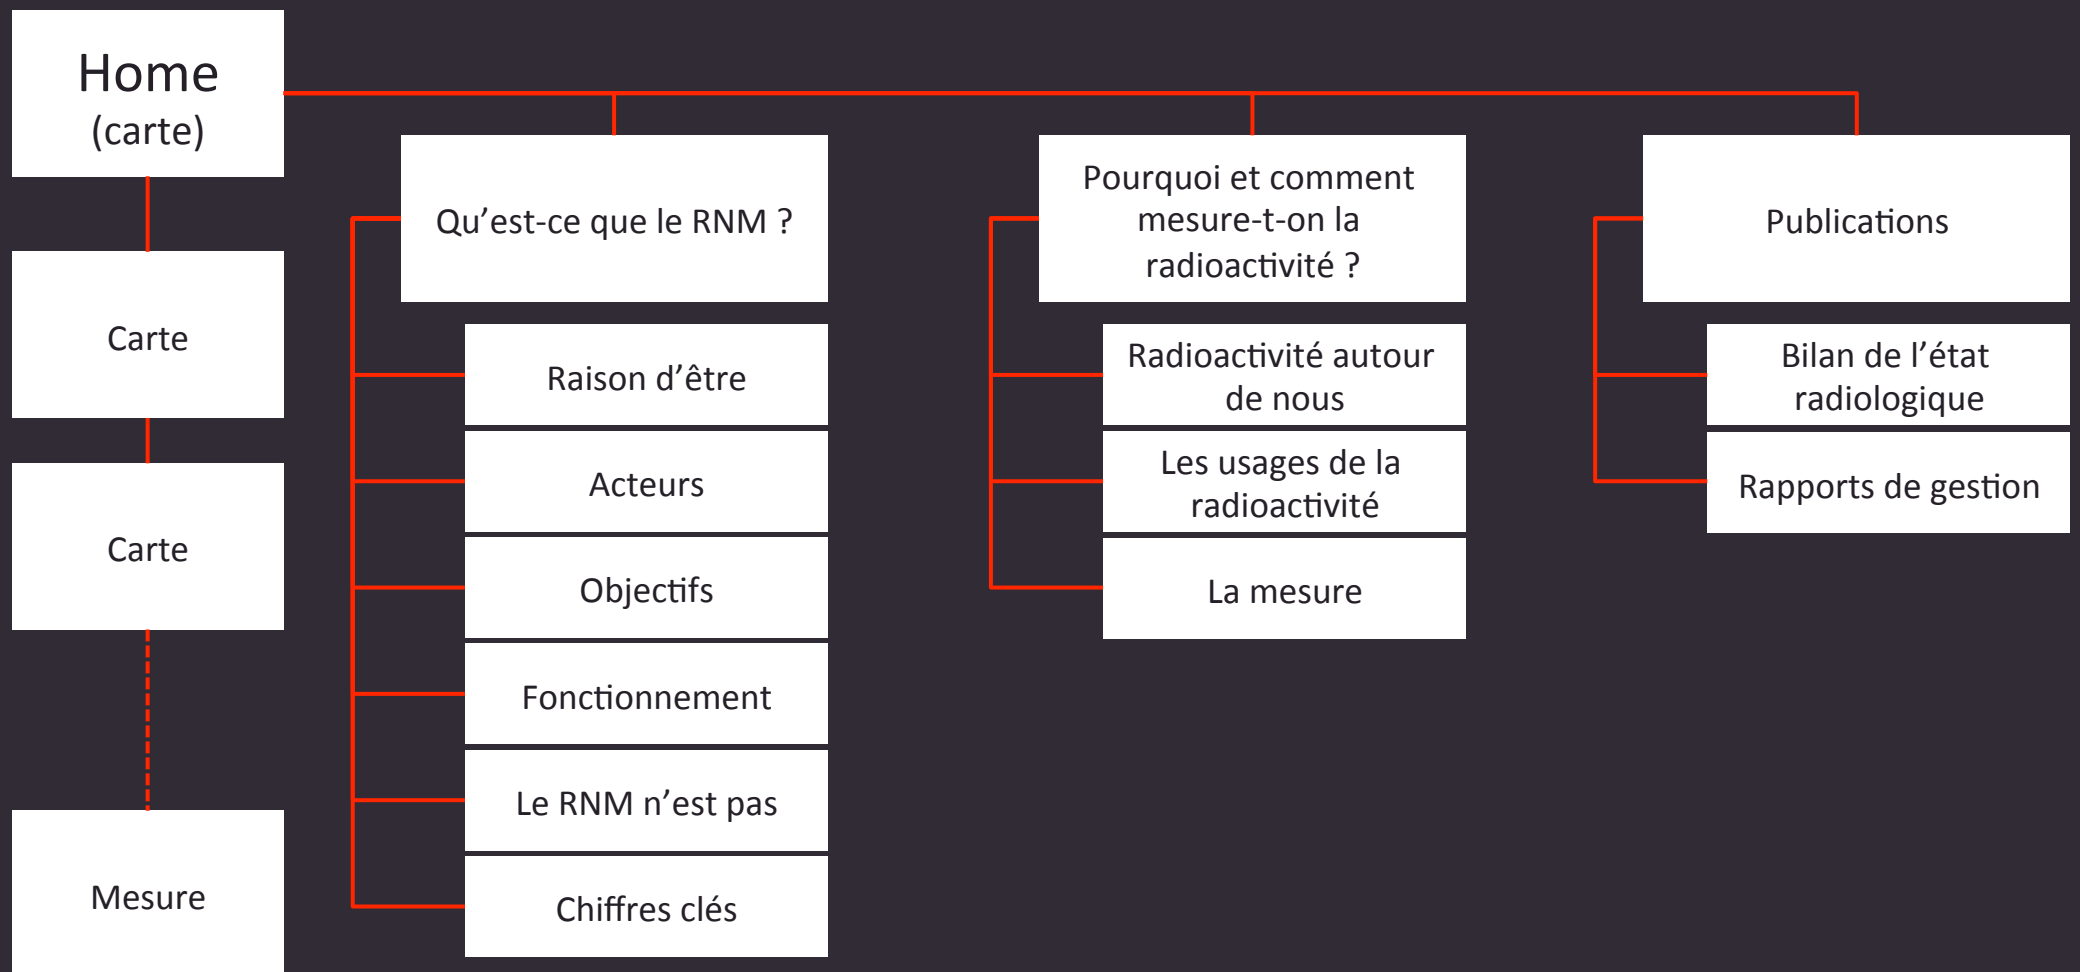 Home
(carte)
Carte
Carte
Mesure
Qu’est-ce que le RNM ?
Raison d’être
Acteurs
Objectifs
Fonctionnement
Le RNM n’est pas
Chiffres clés
Pourquoi et comment
mesure-t-on la
radioactivité ?
Radioactivité autour
de nous
Les usages de la
radioactivité
La mesure
Publications
Bilan de l’état
radiologique
Rapports de gestion